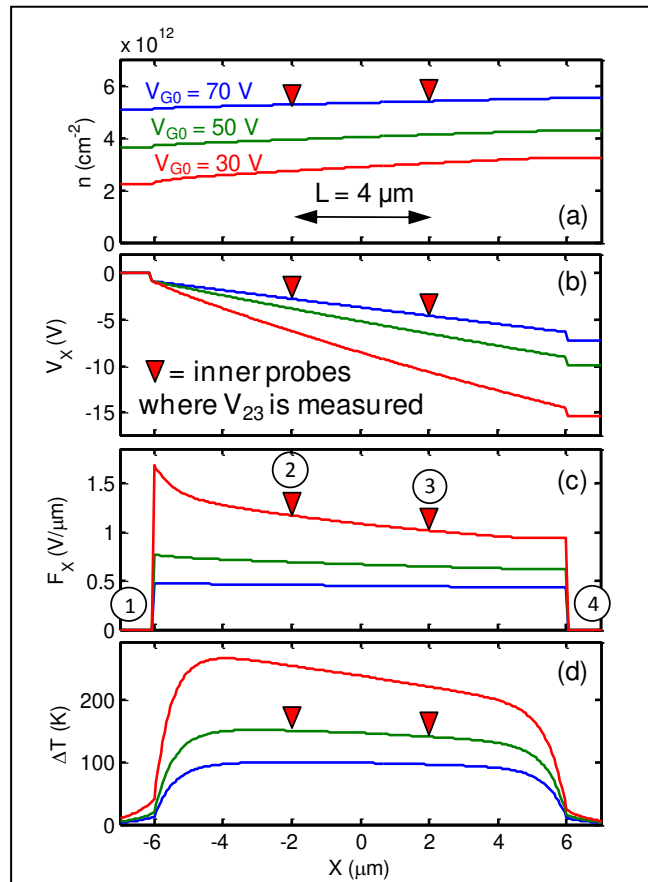 x 10^12
6
4
2
0
n (cm^-2)
V_G0 = 70 V
V_G0 = 50 V
V_G0 = 30 V
L = 4 µm
(a)
0
-5
-10
-15
V_X (V)
(b)
= inner probes
where V_23 is measured
1.5
1
0.5
0
F_X (V/µm)
(c)
2
3
1
4
200
100
0
ΔT (K)
(d)
-6 -4 -2 0 2 4 6
X (µm)